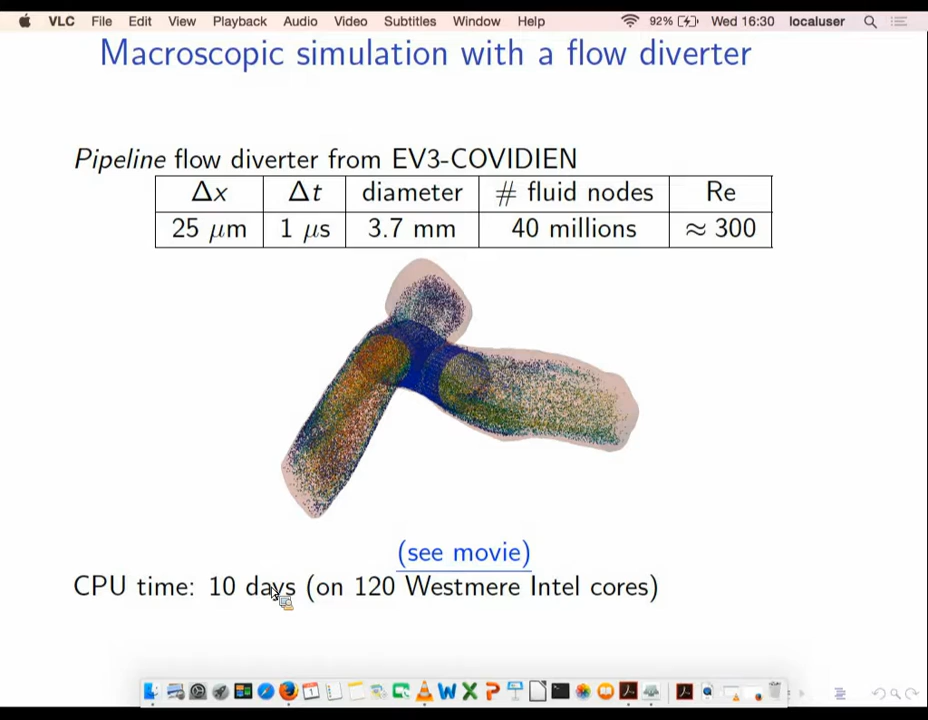 VLC File Edit View Playback Audio Video Subtitles Window Help 92% Wed 16:30 localuser
Macroscopic simulation with a flow diverter
Pipeline flow diverter from EV3-COVIDIEN
Δx Δt diameter # fluid nodes Re
25 μm 1 μs 3.7 mm 40 millions ≈ 300
(see movie)
CPU time: 10 days (on 120 Westmere Intel cores)